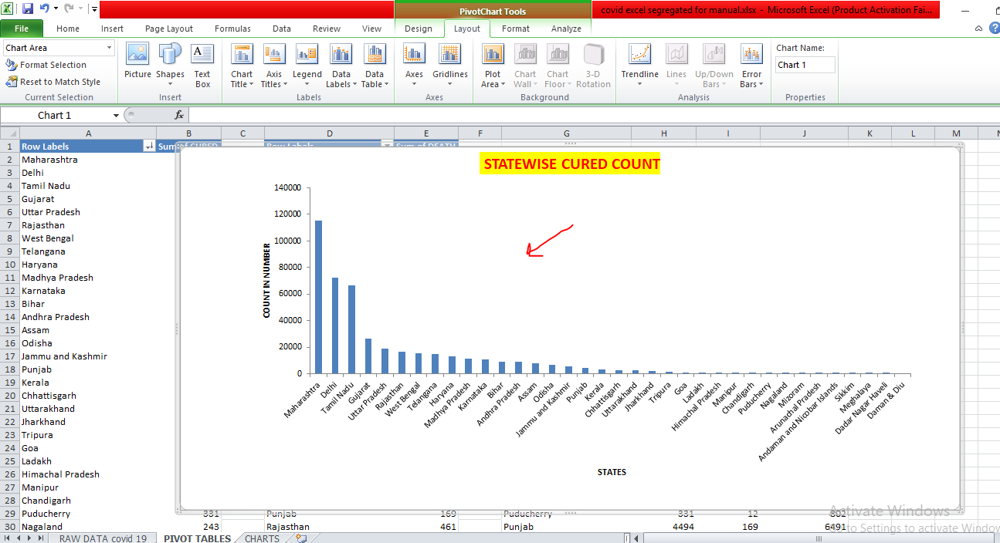 PivotChart Tools
covid excel segregated for manual.xlsx - Microsoft Excel (Product Activation Fai...
File Home Insert Page Layout Formulas Data Review View Design Layout Format Analyze
Chart Area
Format Selection
Reset to Match Style
Current Selection
Picture Shapes Text Box
Insert
Chart Title Axis Titles Legend Data Labels Data Table
Labels
Axes Gridlines
Axes
Plot Area Chart Wall Chart Floor 3-D Rotation
Background
Trendline Lines Up/Down Bars Error Bars
Analysis
Chart Name:
Chart 1
Properties
Chart 1 fx
A B C D E F G H I J K L M
1 Row Labels Sum of CURED Row Labels Sum of DEATH
2 Maharashtra
3 Delhi
4 Tamil Nadu
5 Gujarat
6 Uttar Pradesh
7 Rajasthan
8 West Bengal
9 Telangana
10 Haryana
11 Madhya Pradesh
12 Karnataka
13 Bihar
14 Andhra Pradesh
15 Assam
16 Odisha
17 Jammu and Kashmir
18 Punjab
19 Kerala
20 Chhattisgarh
21 Uttarakhand
22 Jharkhand
23 Tripura
24 Goa
25 Ladakh
26 Himachal Pradesh
27 Manipur
28 Chandigarh
29 Puducherry 331 Punjab 169 Puducherry 331 12 802
30 Nagaland 243 Rajasthan 461 Punjab 4494 169 6491
STATEWISE CURED COUNT
COUNT IN NUMBER
140000
120000
100000
80000
60000
40000
20000
0
Maharashtra
Delhi
Tamil Nadu
Gujarat
Uttar Pradesh
Rajasthan
West Bengal
Telangana
Haryana
Madhya Pradesh
Karnataka
Bihar
Andhra Pradesh
Assam
Odisha
Jammu and Kashmir
Punjab
Kerala
Chhattisgarh
Uttarakhand
Jharkhand
Tripura
Goa
Ladakh
Himachal Pradesh
Manipur
Chandigarh
Puducherry
Nagaland
Mizoram
Arunachal Pradesh
Andaman and Nicobar Islands
Sikkim
Meghalaya
Dadar Nagar Haveli
Daman & Diu
STATES
Activate Windows
to Settings to activate Window
RAW DATA covid 19 PIVOT TABLES CHARTS